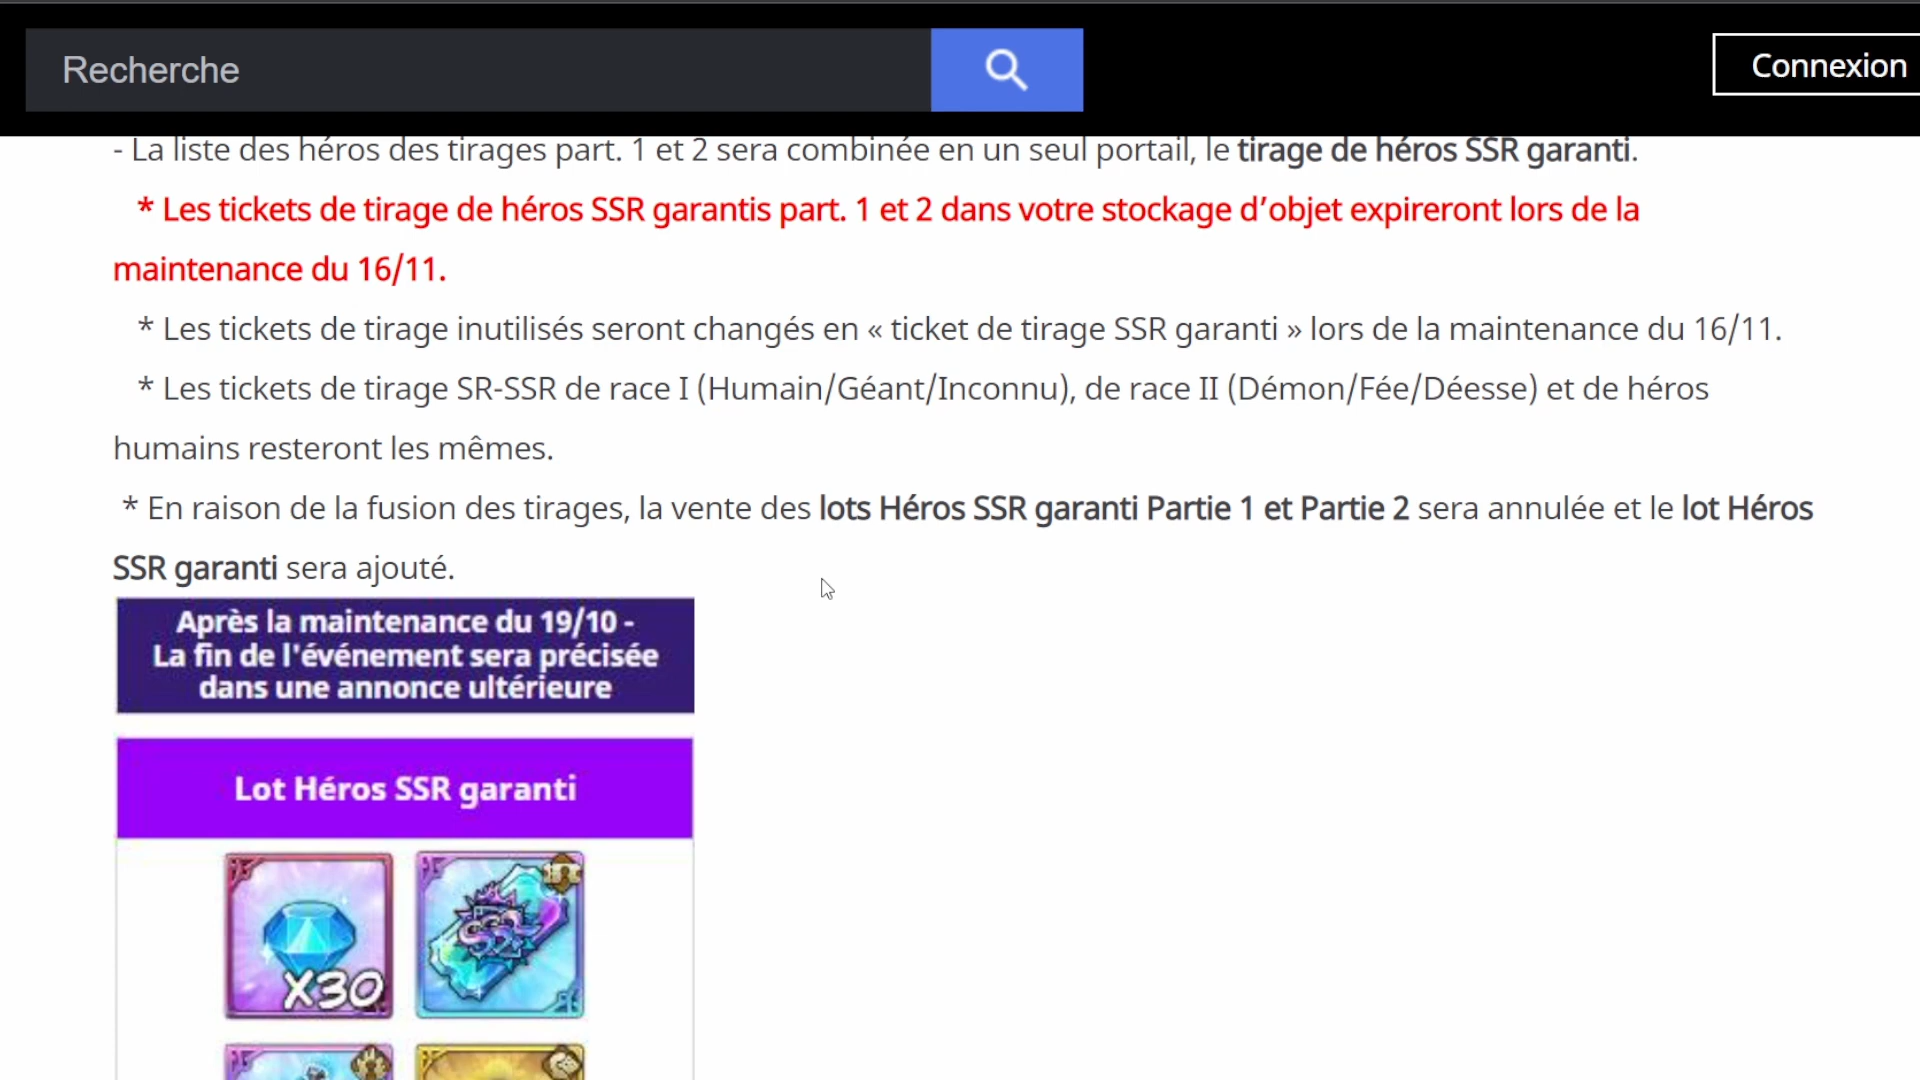 Recherche
Connexion
- La liste des héros des tirages part. 1 et 2 sera combinée en un seul portail, le tirage de héros SSR garanti.
* Les tickets de tirage de héros SSR garantis part. 1 et 2 dans votre stockage d’objet expireront lors de la
maintenance du 16/11.
* Les tickets de tirage inutilisés seront changés en « ticket de tirage SSR garanti » lors de la maintenance du 16/11.
* Les tickets de tirage SR-SSR de race I (Humain/Géant/Inconnu), de race II (Démon/Fée/Déesse) et de héros
humains resteront les mêmes.
* En raison de la fusion des tirages, la vente des lots Héros SSR garanti Partie 1 et Partie 2 sera annulée et le lot Héros
SSR garanti sera ajouté.
Après la maintenance du 19/10 -
La fin de l'événement sera précisée
dans une annonce ultérieure
Lot Héros SSR garanti
X30
SSR